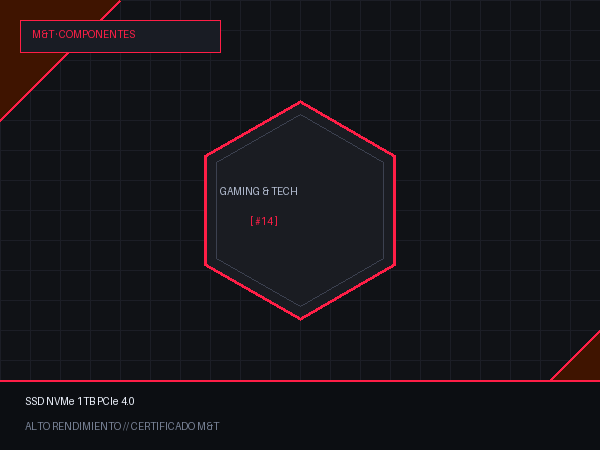 M&T·COMPONENTES
GAMING & TECH
[#14]
SSD NVMe 1TB PCIe 4.0
ALTO RENDIMIENTO // CERTIFICADO M&T